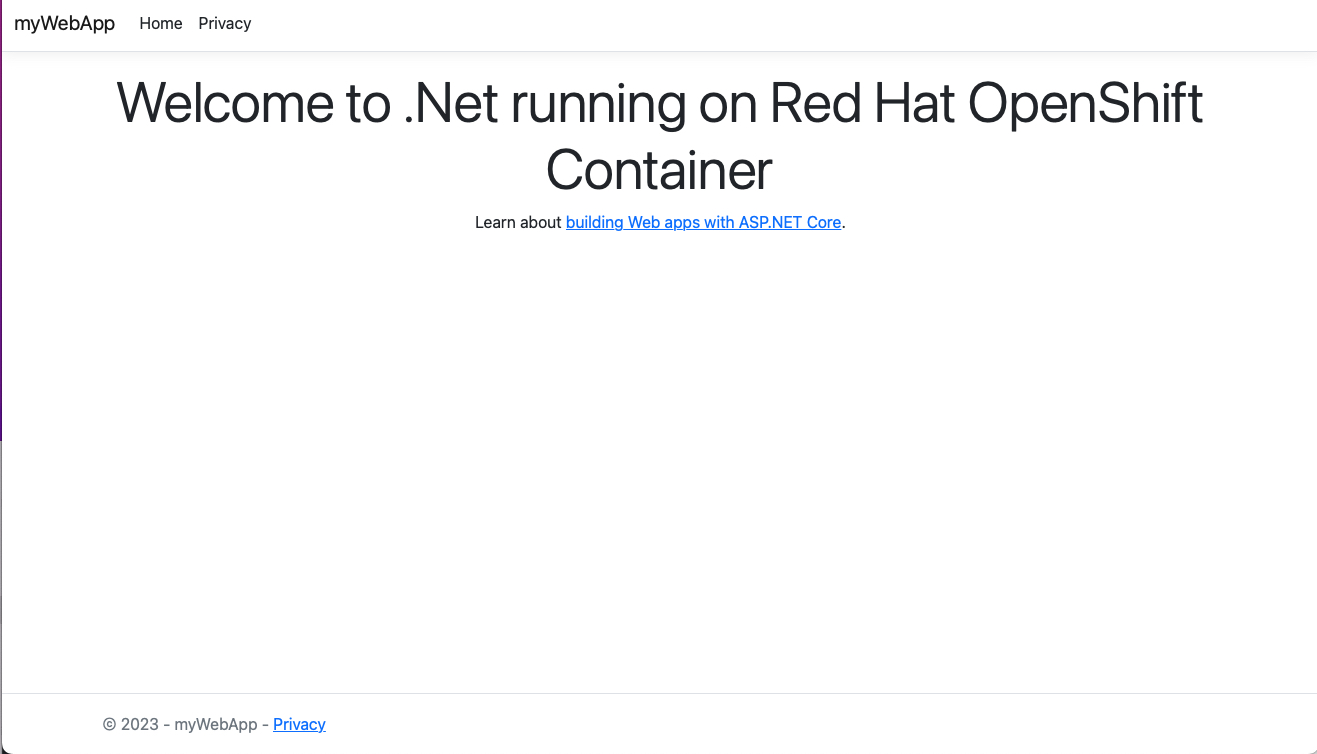 myWebApp Home Privacy
Welcome to .Net running on Red Hat OpenShift
Container
Learn about building Web apps with ASP.NET Core.
© 2023 - myWebApp - Privacy